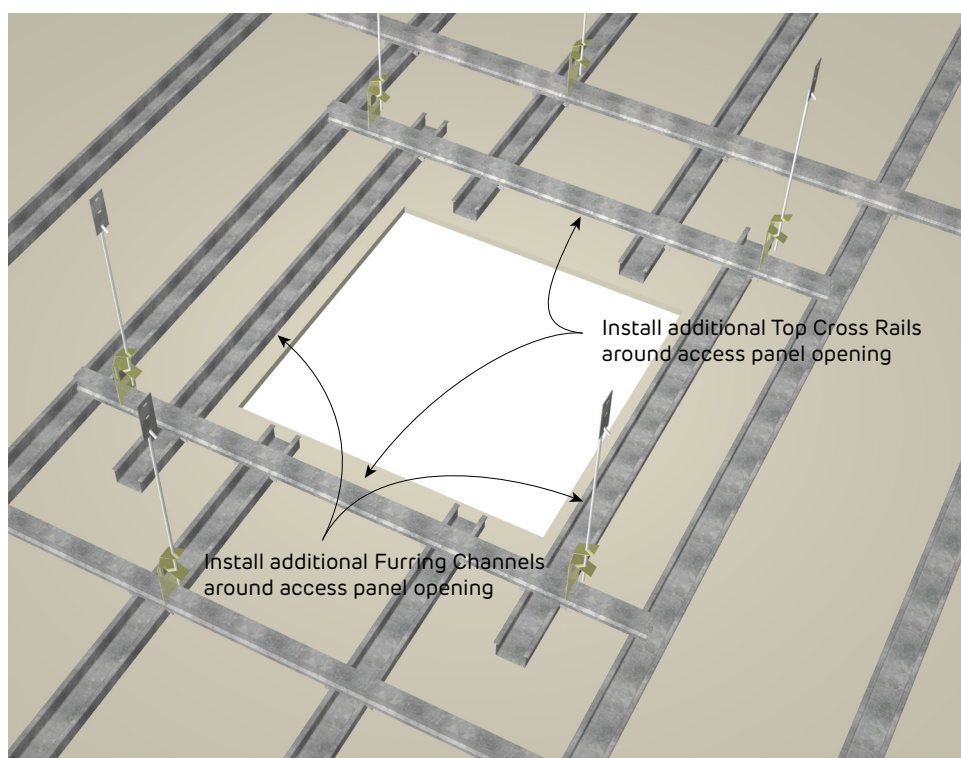 Install additional Top Cross Rails
around access panel opening
Install additional Furring Channels
around access panel opening